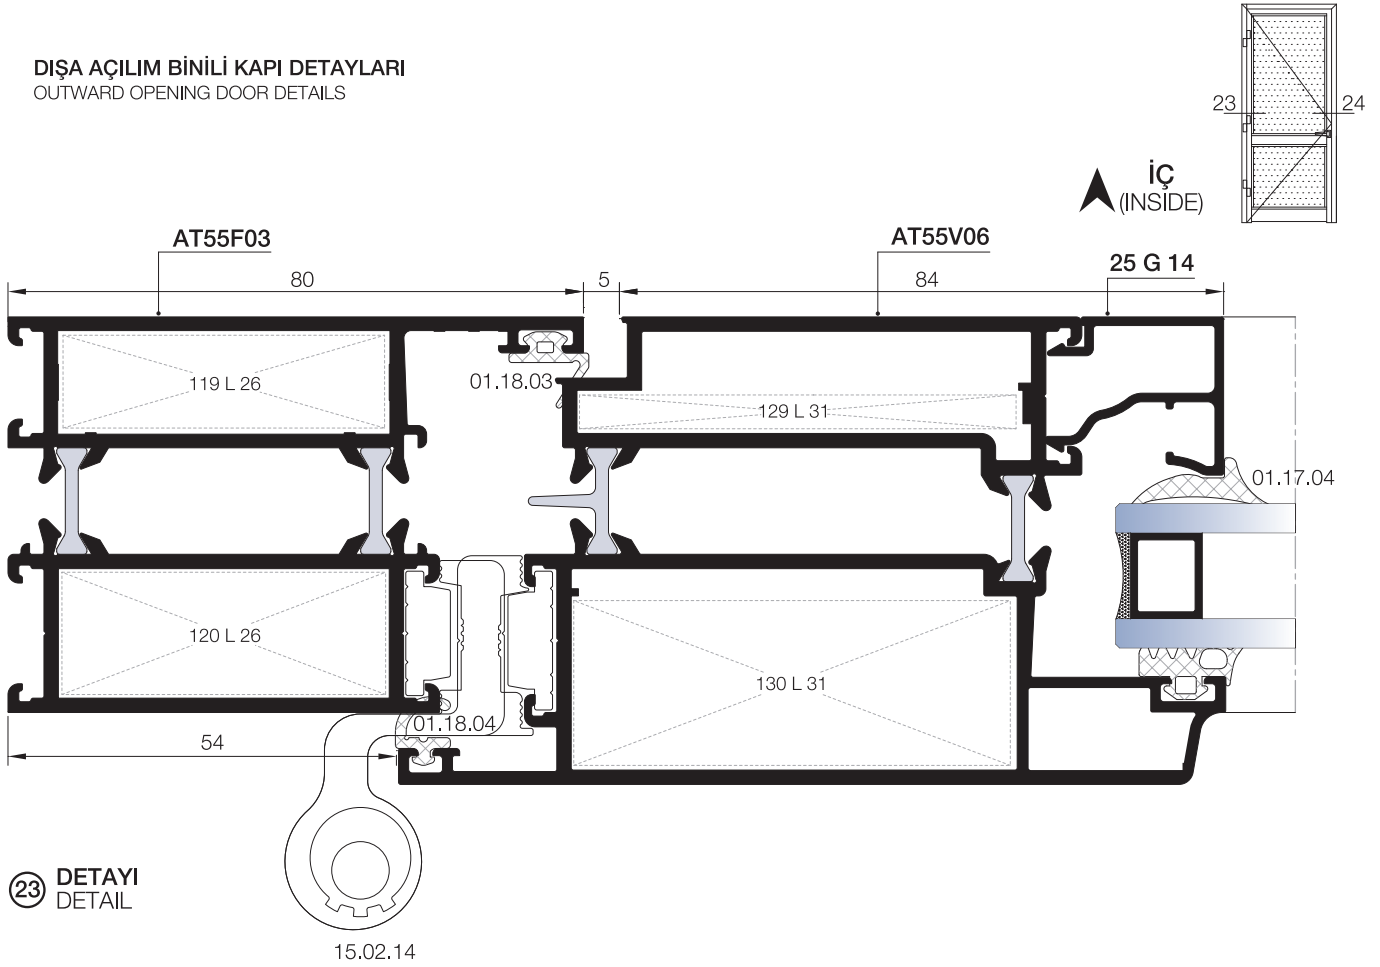 DIŞA AÇILIM BİNİLİ KAPI DETAYLARI
OUTWARD OPENING DOOR DETAILS
23
24
İÇ
(INSIDE)
AT55F03
AT55V06
25 G 14
80
5
84
119 L 26
01.18.03
129 L 31
01.17.04
120 L 26
130 L 31
01.18.04
54
23
DETAYI
DETAIL
15.02.14